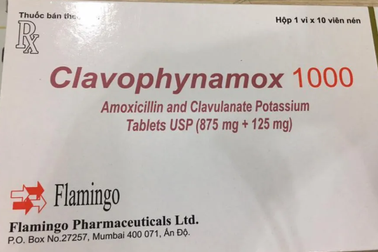 Thuốc bán the
Hộp 1 vỉ x 10 viên nén
Rx
Clavophynamox 1000
Amoxicillin and Clavulanate Potassium
Tablets USP (875 mg + 125 mg)
Flamingo
Flamingo Pharmaceuticals Ltd.
P.O. Box No.27257, Mumbai 400 071, Ấn Độ.